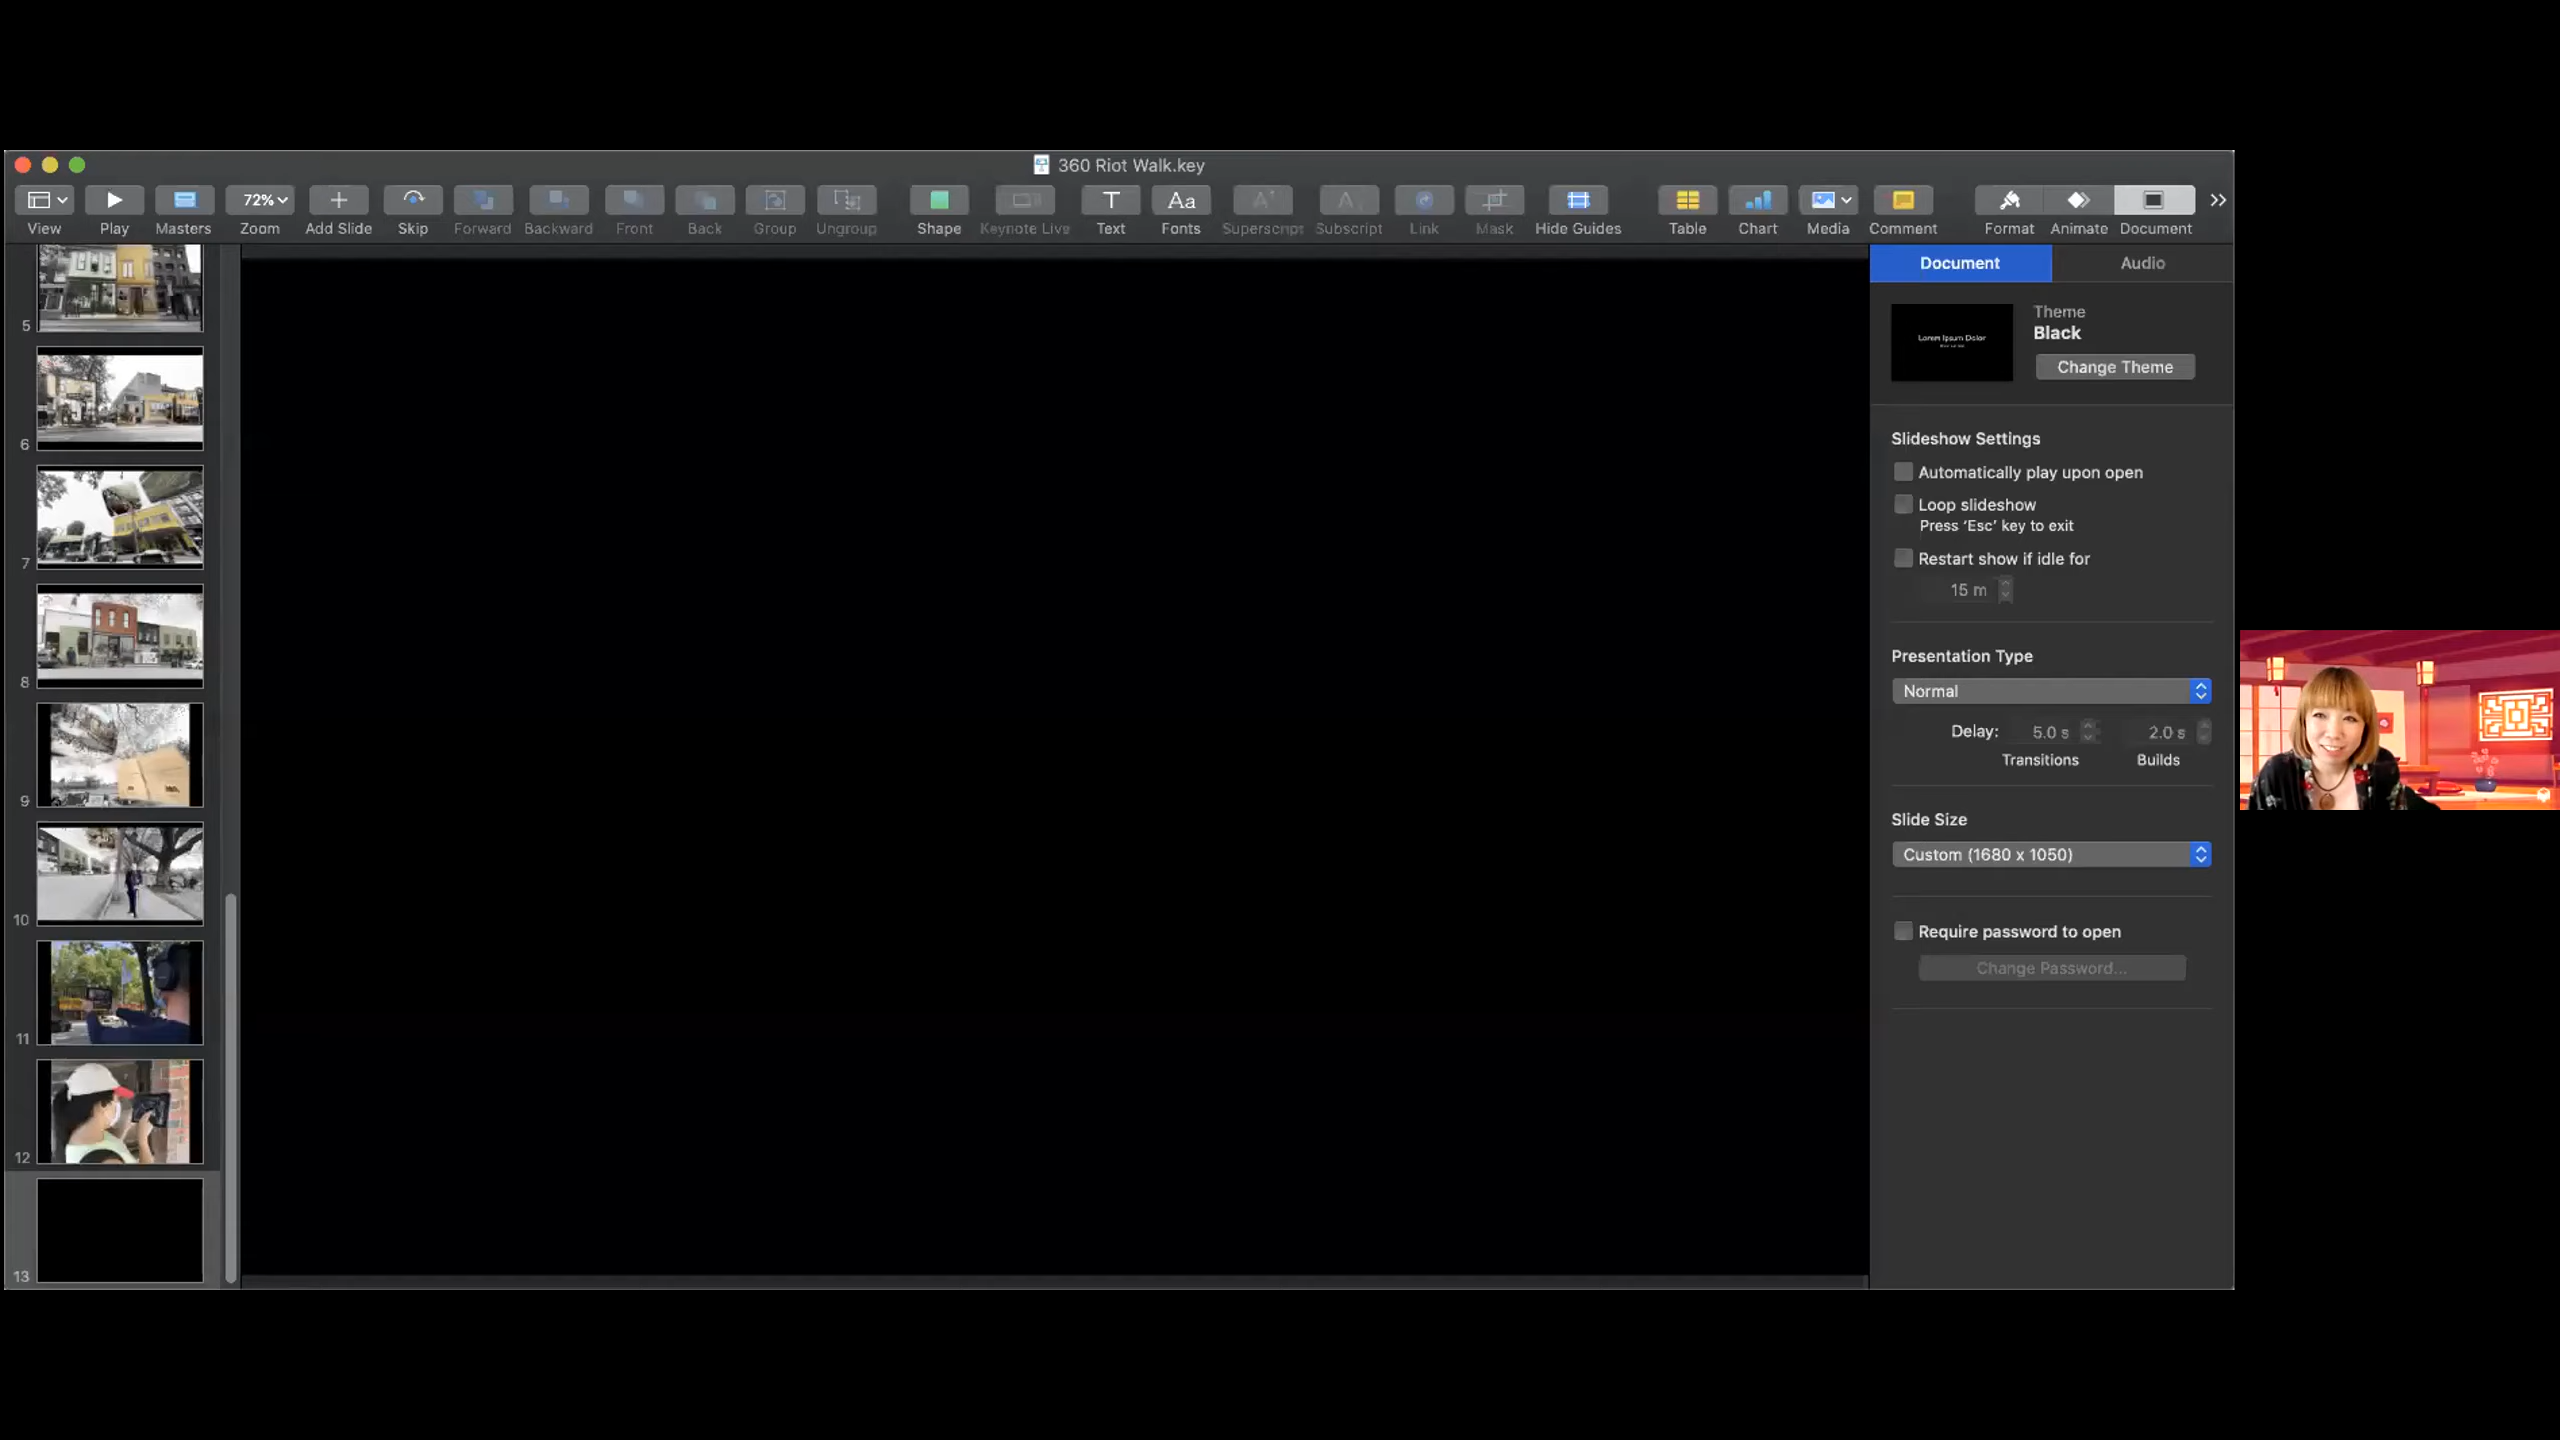 360 Riot Walk.key
72%
View
Play
Masters
Zoom
Add Slide
Skip
Forward
Backward
Front
Back
Group
Ungroup
Shape
Keynote Live
T
Text
Aa
Fonts
Superscript
Subscript
Link
Mask
Hide Guides
Table
Chart
Media
Comment
Format
Animate
Document
Document
Audio
Lorem Ipsum Dolor
Theme
Black
Change Theme
Slideshow Settings
Automatically play upon open
Loop slideshow
Press ‘Esc’ key to exit
Restart show if idle for
15 m
Presentation Type
Normal
Delay: 5.0 s 2.0 s
Transitions Builds
Slide Size
Custom (1680 x 1050)
Require password to open
Change Password...
5
6
7
8
9
10
11
12
13